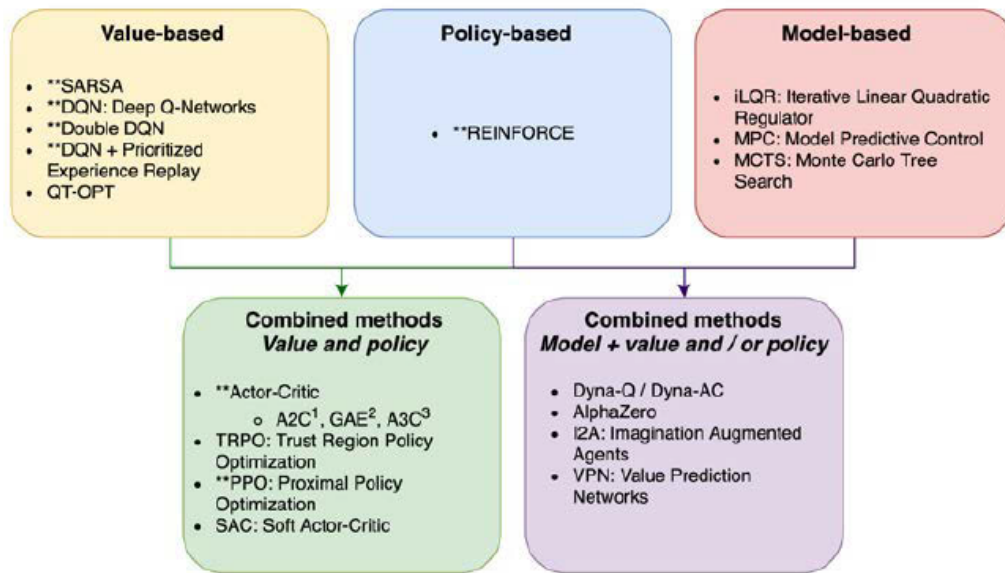 Value-based
**SARSA
**DQN: Deep Q-Networks
**Double DQN
**DQN + Prioritized
Experience Replay
QT-OPT
Policy-based
**REINFORCE
Model-based
iLQR: Iterative Linear Quadratic
Regulator
MPC: Model Predictive Control
MCTS: Monte Carlo Tree
Search
Combined methods
Value and policy
**Actor-Critic
A2C¹, GAE², A3C³
TRPO: Trust Region Policy
Optimization
**PPO: Proximal Policy
Optimization
SAC: Soft Actor-Critic
Combined methods
Model + value and / or policy
Dyna-Q / Dyna-AC
AlphaZero
I2A: Imagination Augmented
Agents
VPN: Value Prediction
Networks